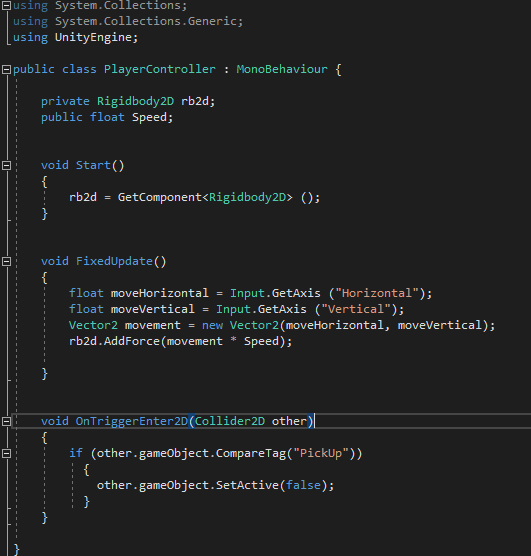 using System.Collections;
using System.Collections.Generic;
using UnityEngine;
public class PlayerController : MonoBehaviour {
private Rigidbody2D rb2d;
public float Speed;
void Start()
{
rb2d = GetComponent<Rigidbody2D> ();
}
void FixedUpdate()
{
float moveHorizontal = Input.GetAxis ("Horizontal");
float moveVertical = Input.GetAxis ("Vertical");
Vector2 movement = new Vector2(moveHorizontal, moveVertical);
rb2d.AddForce(movement * Speed);
}
void OnTriggerEnter2D(Collider2D other)
{
if (other.gameObject.CompareTag("PickUp"))
{
other.gameObject.SetActive(false);
}
}
}